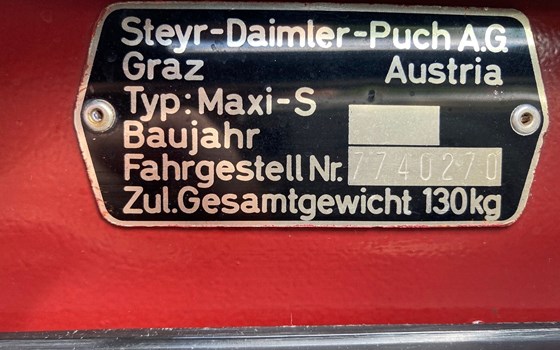 Steyr-Daimler-Puch A.G
Graz Austria
Typ: Maxi-S
Baujahr
Fahrgestell Nr. 7740270
Zul.Gesamtgewicht 130kg